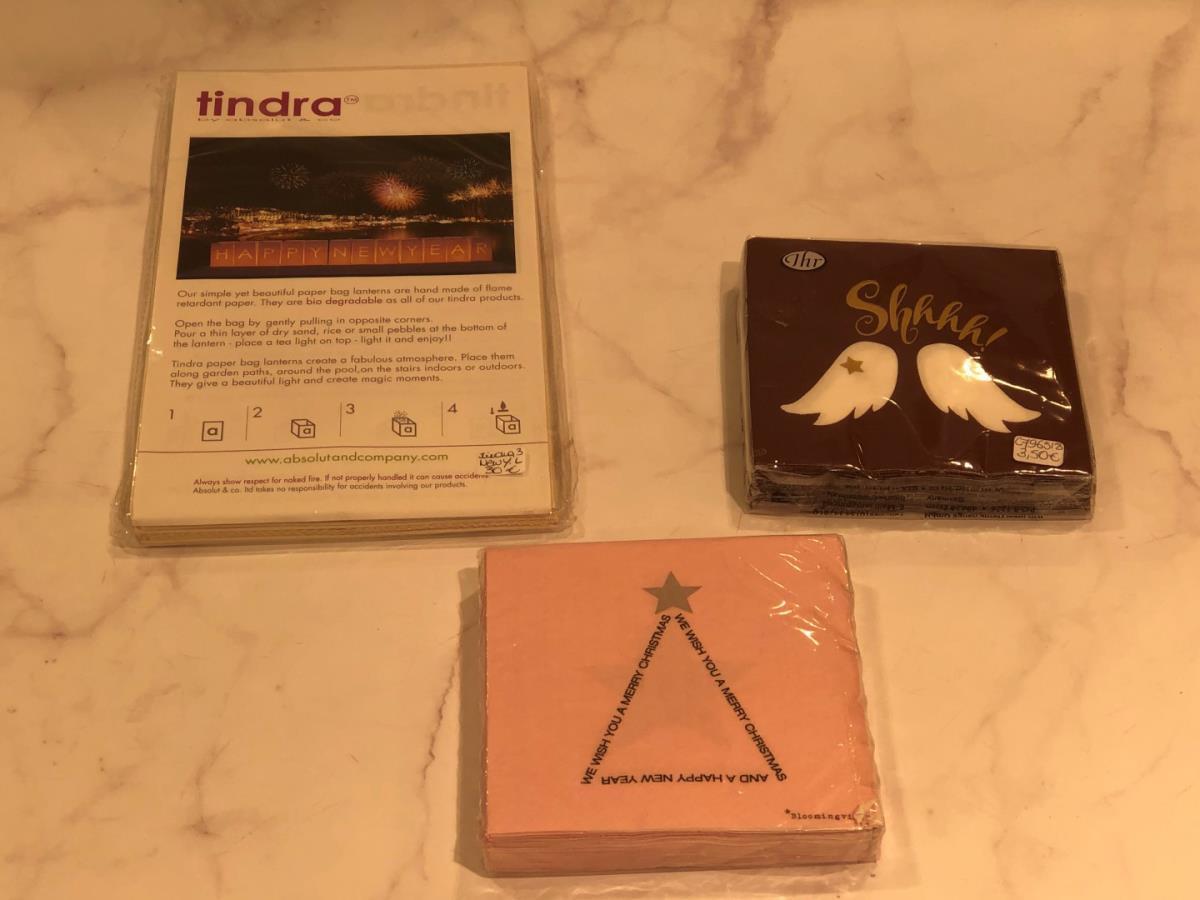 tindra™
by absolut & co
HAPPYNEWYEAR
Our simple yet beautiful paper bag lanterns are hand made of flame
retardant paper. They are bio degradable as all of our tindra products.
Open the bag by gently pulling in opposite corners.
Pour a thin layer of dry sand, rice or small pebbles at the bottom of
the lantern - place a tea light on top - light it and enjoy!!
Tindra paper bag lanterns create a fabulous atmosphere. Place them
along garden paths, around the pool,on the stairs indoors or outdoors.
They give a beautiful light and create magic moments.
1 a 2 a 3 a 4 a
www.absolutandcompany.com
30 €
Always show respect for naked fire. If not properly handled it can cause accidents.
Absolut & co. ltd takes no responsibility for accidents involving our products.
Ihr
Shhhh!
C796513
3,50€
WE WISH YOU A MERRY CHRISTMAS
WE WISH YOU A MERRY CHRISTMAS
AND A HAPPY NEW YEAR
*Bloomingvi